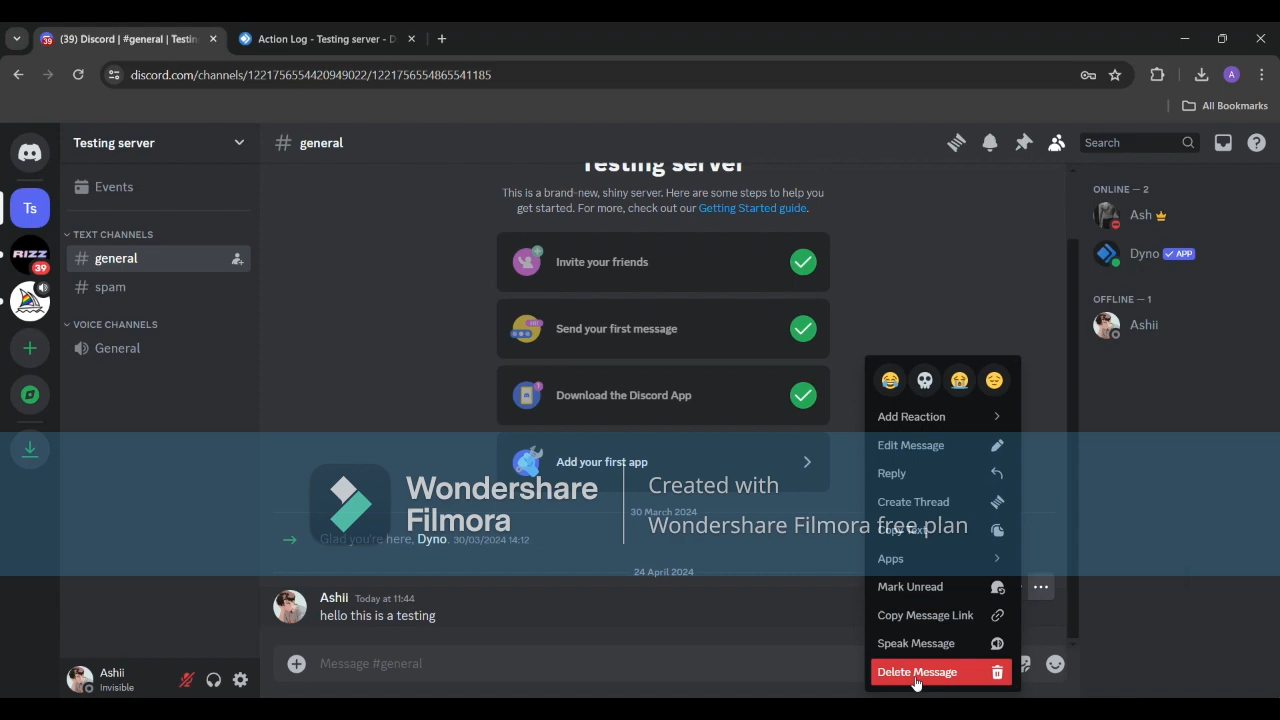 39
(39) Discord | #general | Testin
Action Log - Testing server - D
discord.com/channels/1221756554420949022/1221756554865541185
A
All Bookmarks
Testing server
# general
Search
Testing server
Events
This is a brand-new, shiny server. Here are some steps to help you
get started. For more, check out our Getting Started guide.
ONLINE — 2
Ts
Ash
TEXT CHANNELS
RIZZ
39
# general
Invite your friends
Dyno APP
# spam
OFFLINE — 1
VOICE CHANNELS
Send your first message
Ashii
General
Download the Discord App
Add Reaction
Edit Message
Add your first app
Reply
Wondershare
Filmora
Created with
Wondershare Filmora free plan
Create Thread
30 March 2024
Copy Text
Glad you're here, Dyno. 30/03/2024 14:12
Apps
24 April 2024
Mark Unread
Ashii Today at 11:44
hello this is a testing
Copy Message Link
Speak Message
Message #general
Delete Message
Ashii
Invisible